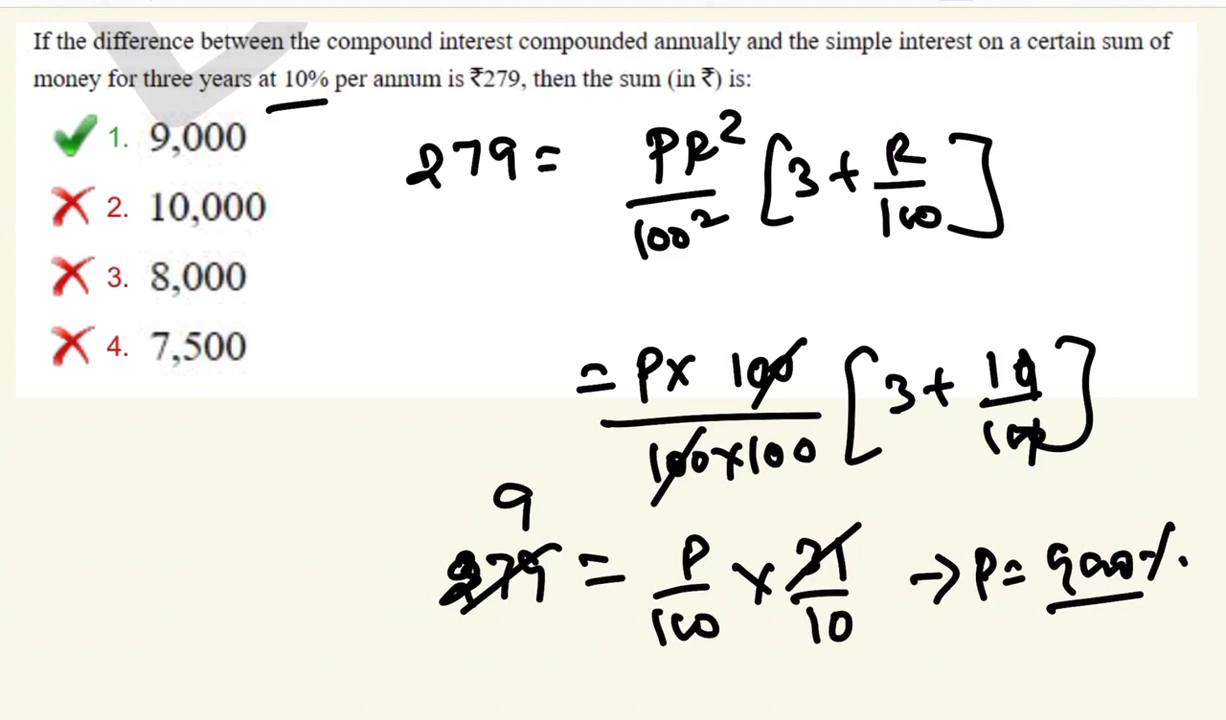 If the difference between the compound interest compounded annually and the simple interest on a certain sum of
money for three years at 10% per annum is ₹279, then the sum (in ₹) is:
1. 9,000
2. 10,000
3. 8,000
4. 7,500
279 = PR²/100² [3 + R/100]
= P× 100/100×100 [3 + 10/100]
9
279 = P/100 × 31/10 → P= 9000/.